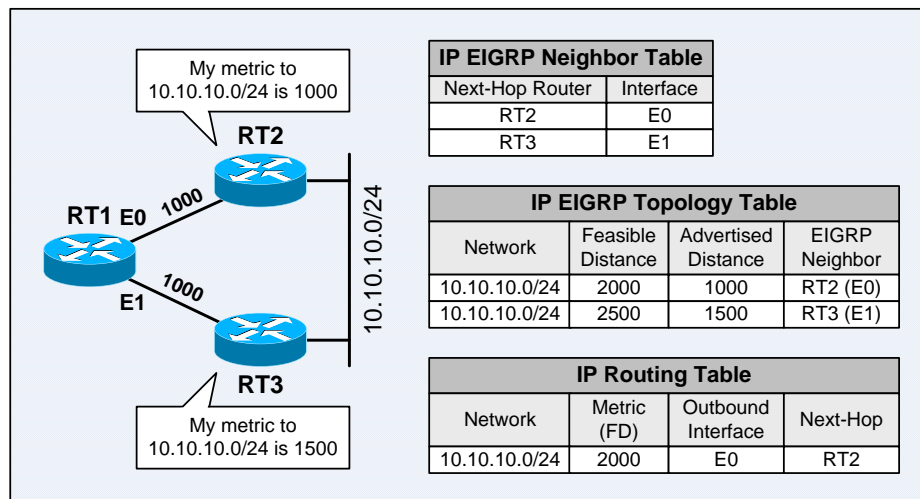 My metric to
10.10.10.0/24 is 1000
RT2
RT1
E0
1000
E1
1000
10.10.10.0/24
RT3
My metric to
10.10.10.0/24 is 1500
IP EIGRP Neighbor Table
Next-Hop Router Interface
RT2 E0
RT3 E1
IP EIGRP Topology Table
Network Feasible Distance Advertised Distance EIGRP Neighbor
10.10.10.0/24 2000 1000 RT2 (E0)
10.10.10.0/24 2500 1500 RT3 (E1)
IP Routing Table
Network Metric (FD) Outbound Interface Next-Hop
10.10.10.0/24 2000 E0 RT2